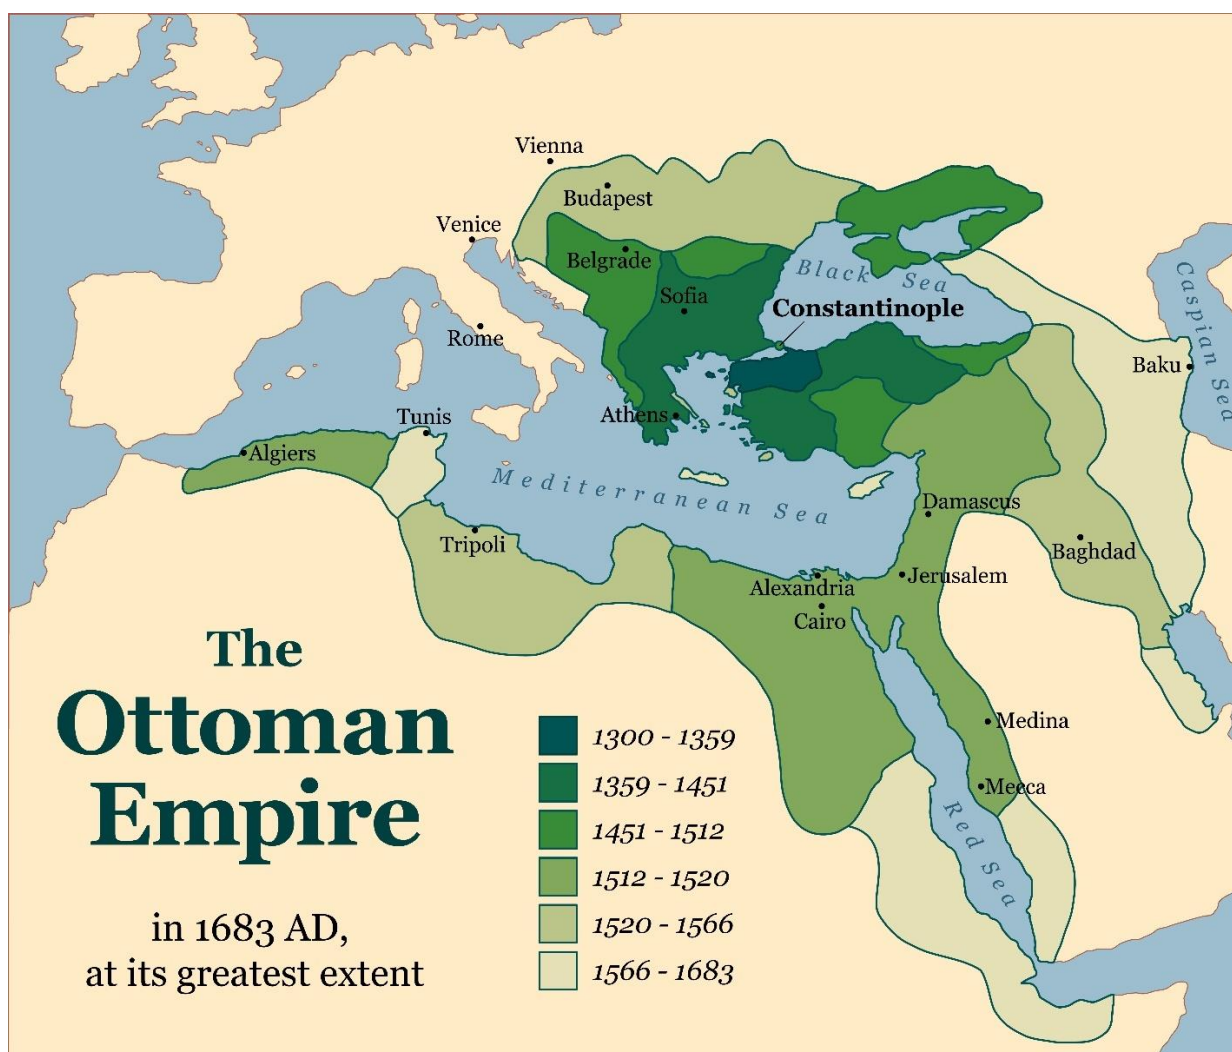 Vienna
Budapest
Venice
Belgrade
Black Sea
Caspian Sea
Sofia
Constantinople
Rome
Baku
Tunis
Athens
Algiers
Mediterranean Sea
Damascus
Tripoli
Baghdad
Alexandria
Jerusalem
Cairo
Medina
Mecca
Red Sea
The
Ottoman
Empire
in 1683 AD,
at its greatest extent
1300 - 1359
1359 - 1451
1451 - 1512
1512 - 1520
1520 - 1566
1566 - 1683